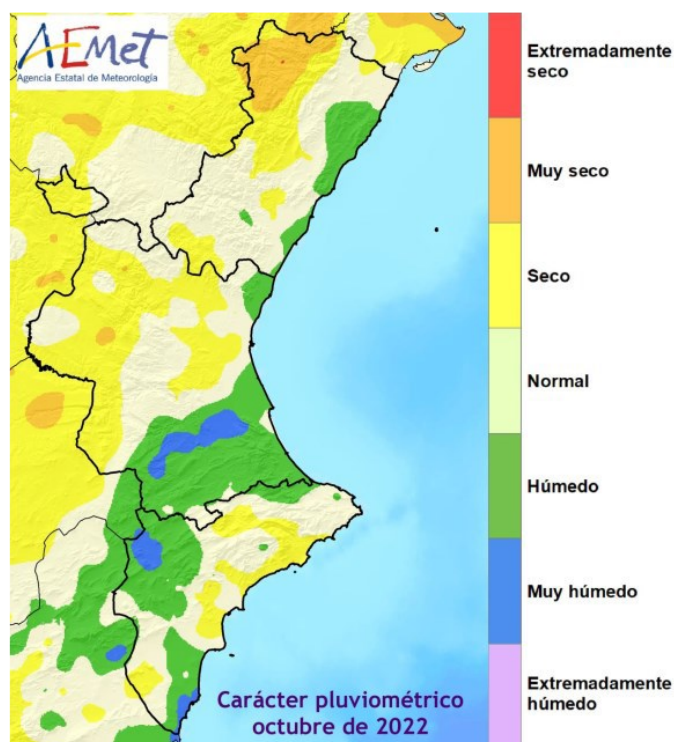 AEMet
Agencia Estatal de Meteorología
Extremadamente
seco
Muy seco
Seco
Normal
Húmedo
Muy húmedo
Extremadamente
húmedo
Carácter pluviométrico
octubre de 2022